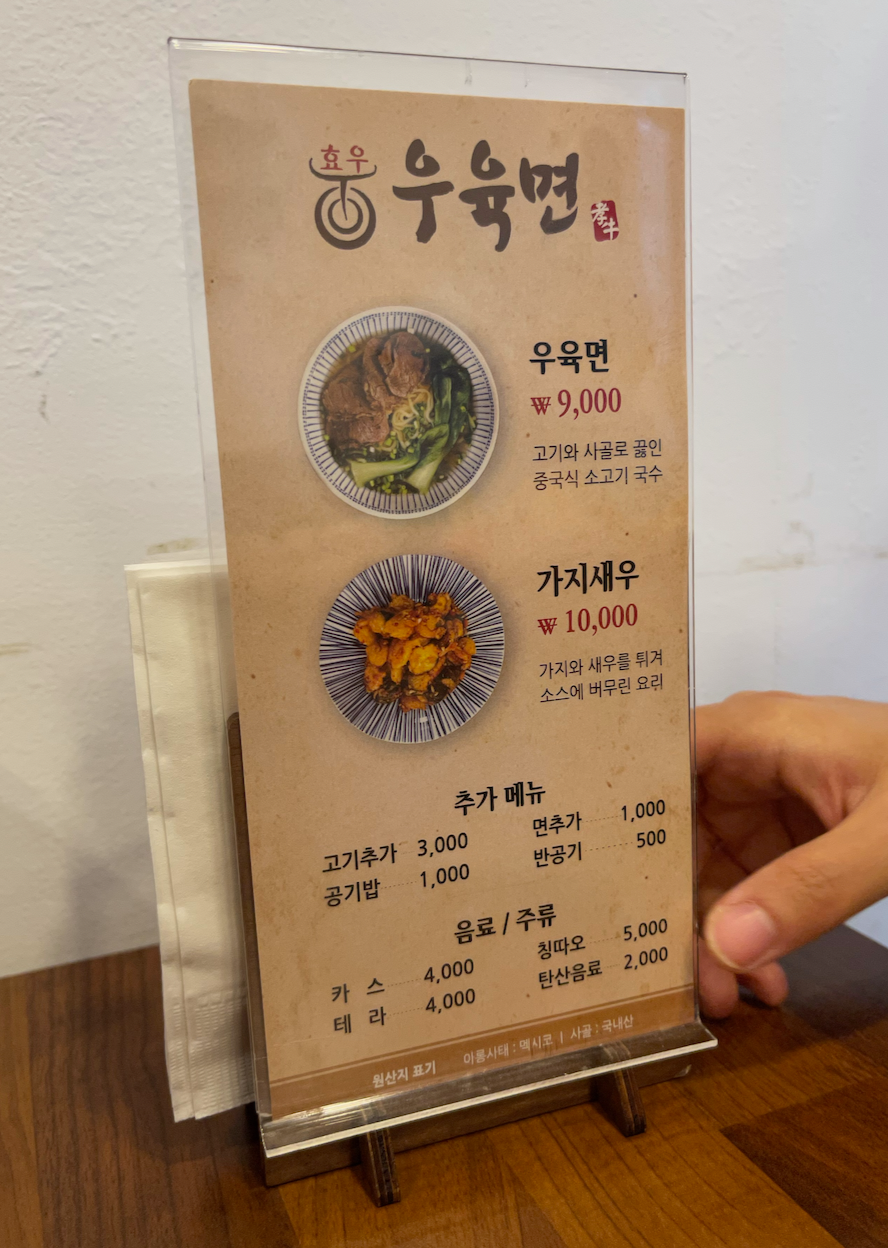 효우
우육면
孝牛
우육면
₩ 9,000
고기와 사골로 끓인
중국식 소고기 국수
가지새우
₩ 10,000
가지와 새우를 튀겨
소스에 버무린 요리
추가 메뉴
고기추가 3,000
면추가 1,000
공기밥 1,000
반공기 500
음료 / 주류
카 스 4,000
칭따오 5,000
테 라 4,000
탄산음료 2,000
원산지 표기 아롱사태 : 멕시코 | 사골 : 국내산